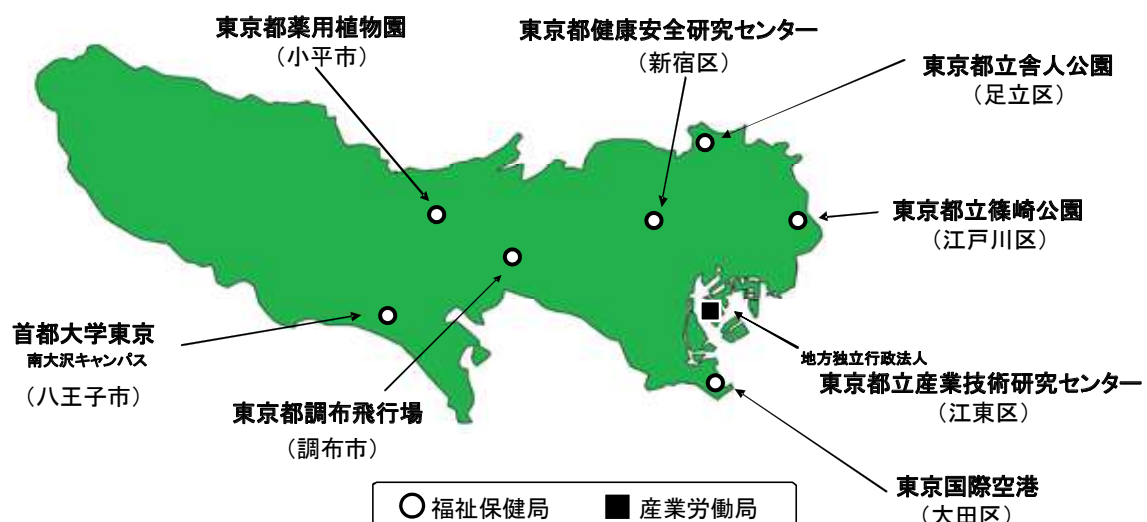 東京都薬用植物園
（小平市）
東京都健康安全研究センター
（新宿区）
東京都立舎人公園
（足立区）
東京都立篠崎公園
（江戸川区）
首都大学東京
南大沢キャンパス
（八王子市）
東京都調布飛行場
（調布市）
地方独立行政法人
東京都立産業技術研究センター
（江東区）
東京国際空港
（大田区）
福祉保健局
産業労働局